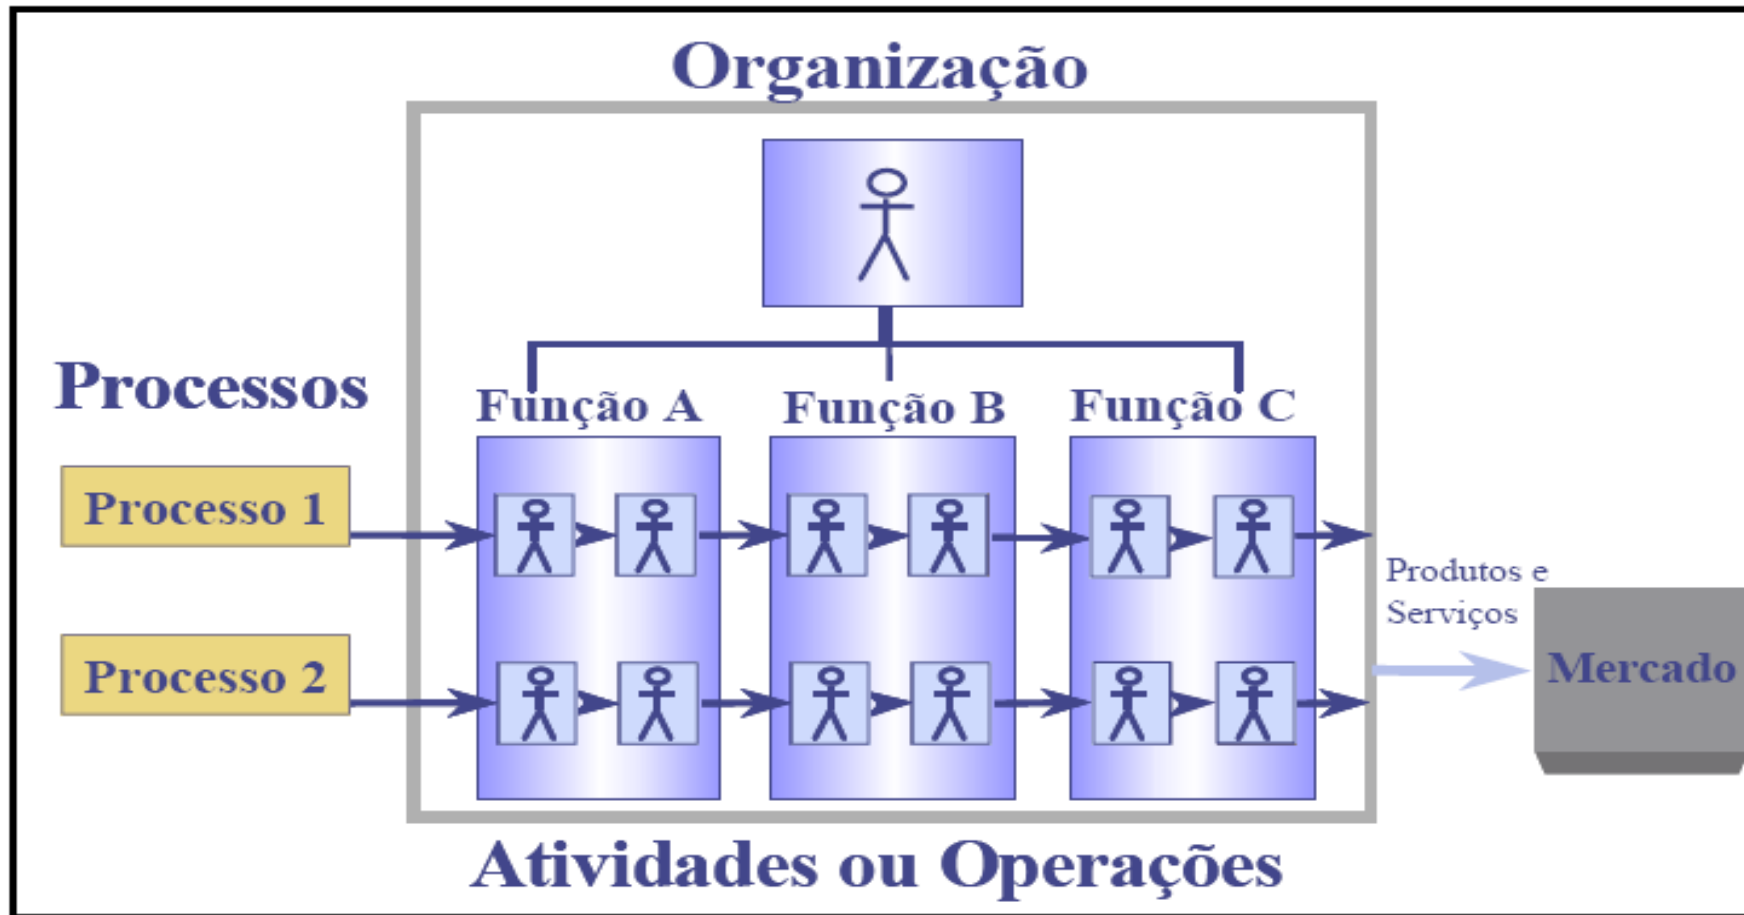 Organização
Processos
Função A
Função B
Função C
Processo 1
Produtos e
Serviços
Processo 2
Mercado
Atividades ou Operações